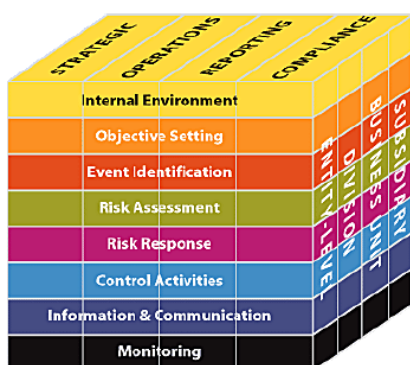 STRATEGIC
OPERATIONS
REPORTING
COMPLIANCE
Internal Environment
Objective Setting
Event Identification
Risk Assessment
Risk Response
Control Activities
Information & Communication
Monitoring
ENTITY-LEVEL
DIVISION
BUSINESS UNIT
SUBSIDIARY